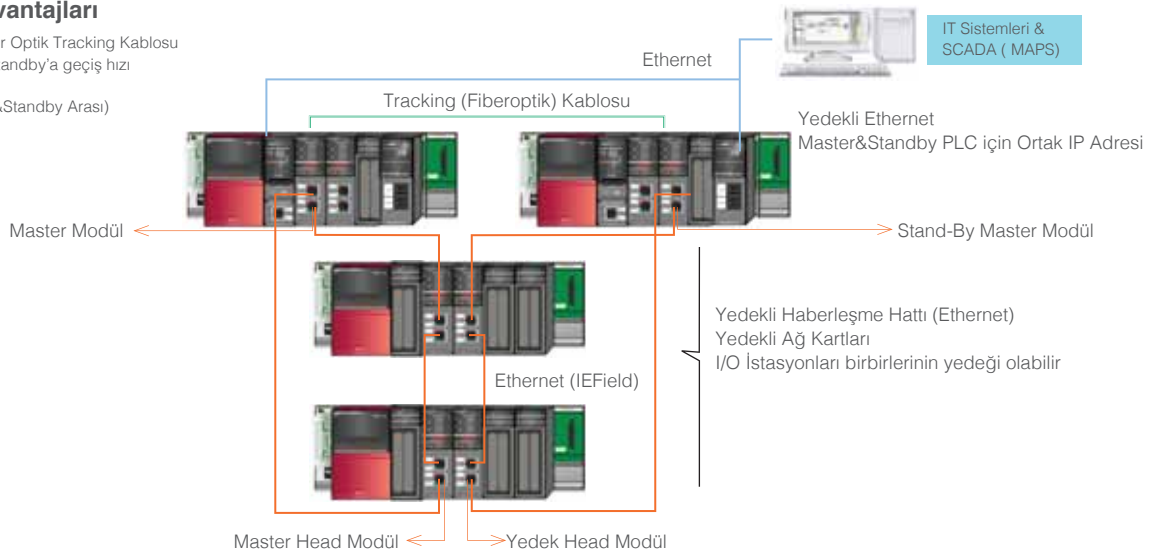 vantajları
r Optik Tracking Kablosu
tandby'a geçiş hızı
&Standby Arası)
IT Sistemleri &
SCADA ( MAPS)
Ethernet
Tracking (Fiberoptik) Kablosu
Yedekli Ethernet
Master&Standby PLC için Ortak IP Adresi
Master Modül
Stand-By Master Modül
Yedekli Haberleşme Hattı (Ethernet)
Yedekli Ağ Kartları
I/O İstasyonları birbirlerinin yedeği olabilir
Ethernet (IEField)
Master Head Modül
Yedek Head Modül